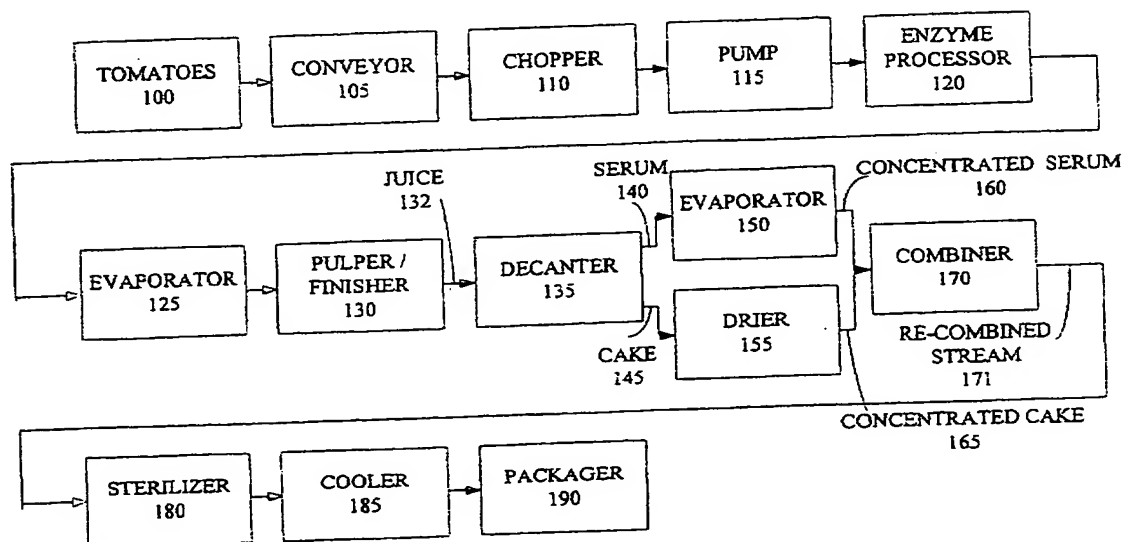 TOMATOES
100
CONVEYOR
105
CHOPPER
110
PUMP
115
ENZYME
PROCESSOR
120
EVAPORATOR
125
PULPER /
FINISHER
130
JUICE
132
DECANTER
135
SERUM
140
CAKE
145
EVAPORATOR
150
DRIER
155
CONCENTRATED SERUM
160
CONCENTRATED CAKE
165
COMBINER
170
RE-COMBINED
STREAM
171
STERILIZER
180
COOLER
185
PACKAGER
190